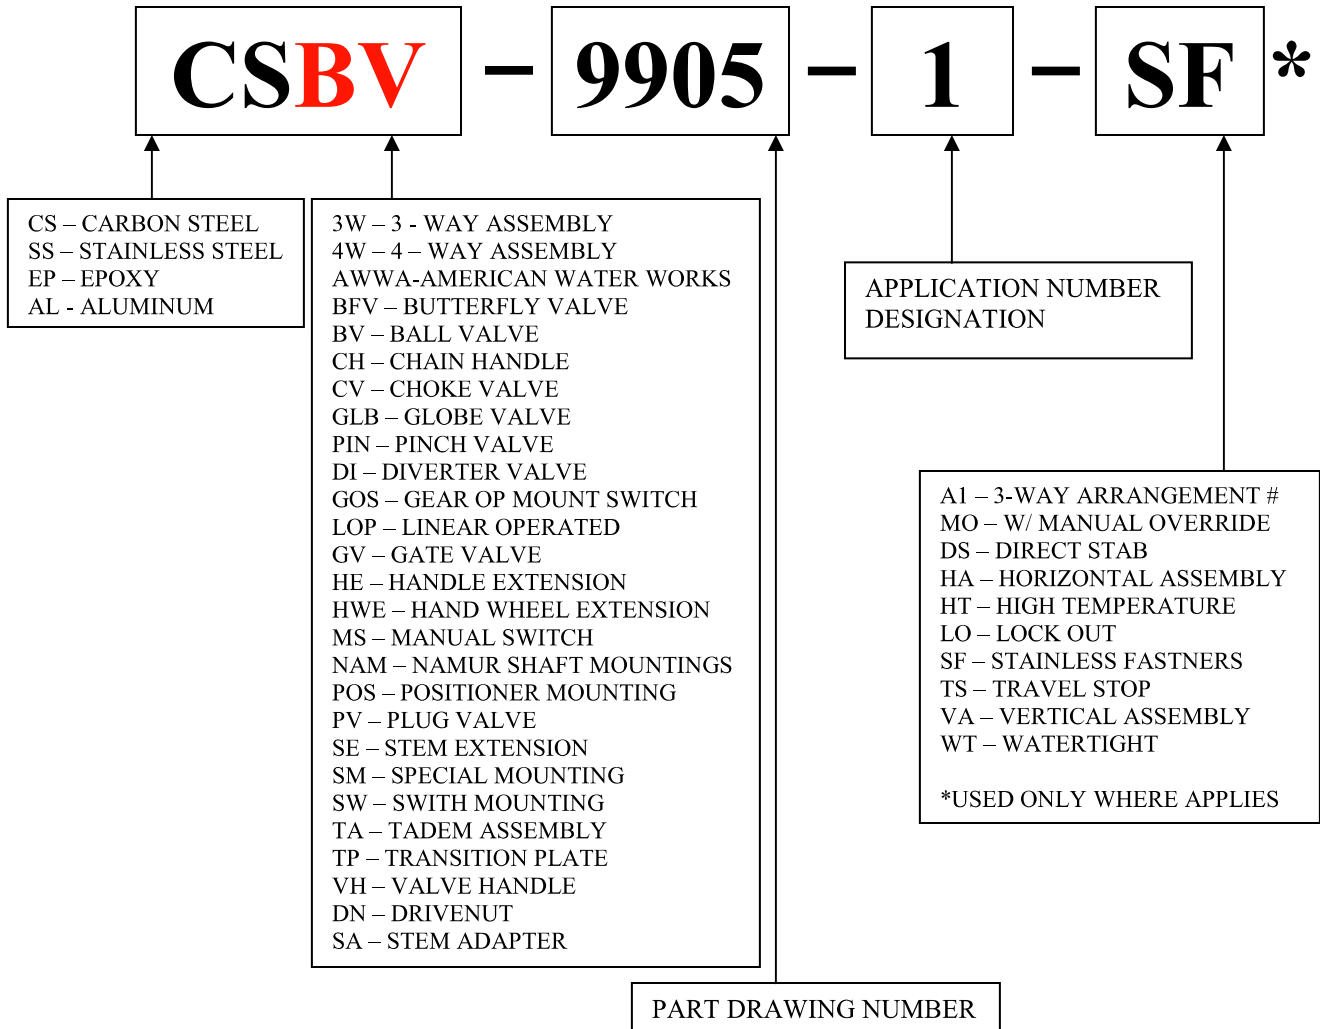 CSBV – 9905 – 1 – SF*
CS – CARBON STEEL
SS – STAINLESS STEEL
EP – EPOXY
AL - ALUMINUM
3W – 3 - WAY ASSEMBLY
4W – 4 – WAY ASSEMBLY
AWWA-AMERICAN WATER WORKS
BFV – BUTTERFLY VALVE
BV – BALL VALVE
CH – CHAIN HANDLE
CV – CHOKE VALVE
GLB – GLOBE VALVE
PIN – PINCH VALVE
DI – DIVERTER VALVE
GOS – GEAR OP MOUNT SWITCH
LOP – LINEAR OPERATED
GV – GATE VALVE
HE – HANDLE EXTENSION
HWE – HAND WHEEL EXTENSION
MS – MANUAL SWITCH
NAM – NAMUR SHAFT MOUNTINGS
POS – POSITIONER MOUNTING
PV – PLUG VALVE
SE – STEM EXTENSION
SM – SPECIAL MOUNTING
SW – SWITH MOUNTING
TA – TADEM ASSEMBLY
TP – TRANSITION PLATE
VH – VALVE HANDLE
DN – DRIVENUT
SA – STEM ADAPTER
PART DRAWING NUMBER
APPLICATION NUMBER
DESIGNATION
A1 – 3-WAY ARRANGEMENT #
MO – W/ MANUAL OVERRIDE
DS – DIRECT STAB
HA – HORIZONTAL ASSEMBLY
HT – HIGH TEMPERATURE
LO – LOCK OUT
SF – STAINLESS FASTNERS
TS – TRAVEL STOP
VA – VERTICAL ASSEMBLY
WT – WATERTIGHT
*USED ONLY WHERE APPLIES